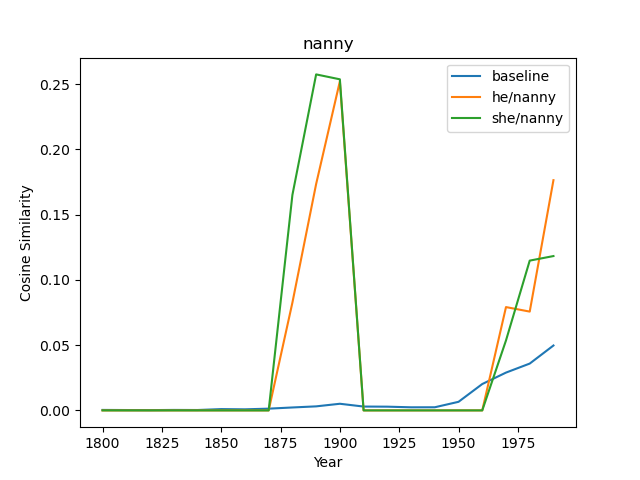 nanny
baseline
he/nanny
she/nanny
0.25
0.20
0.15
0.10
0.05
0.00
Cosine Similarity
1800 1825 1850 1875 1900 1925 1950 1975
Year